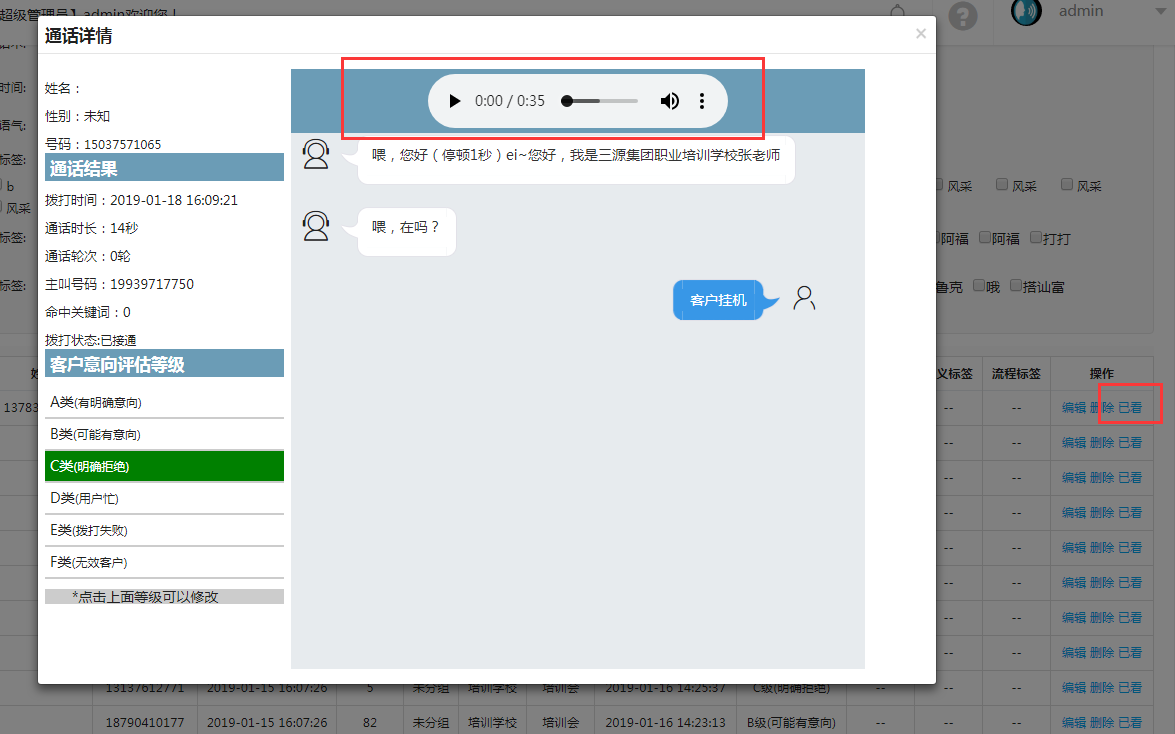 超级管理员】admin欢迎您！
admin
通话详情
×
时间:
语气:
标签:
b
风采
标签:
标签:
风采
风采
风采
阿福
阿福
打打
鲁克
哦
搭讪富
姓名：
性别：未知
号码：15037571065
通话结果
拨打时间：2019-01-18 16:09:21
通话时长：14秒
通话轮次：0轮
主叫号码：19939717750
命中关键词：0
拨打状态:已接通
客户意向评估等级
A类(有明确意向)
B类(可能有意向)
C类(明确拒绝)
D类(用户忙)
E类(拨打失败)
F类(无效客户)
*点击上面等级可以修改
0:00 / 0:35
喂，您好（停顿1秒）ei~您好，我是三源集团职业培训学校张老师
喂，在吗？
客户挂机
姓
义标签 流程标签 操作
13783 -- -- 编辑 删除 已看
-- -- 编辑 删除 已看
-- -- 编辑 删除 已看
-- -- 编辑 删除 已看
-- -- 编辑 删除 已看
-- -- 编辑 删除 已看
-- -- 编辑 删除 已看
-- -- 编辑 删除 已看
13137612771 2019-01-15 16:07:26 5 未分组 培训学校 培训会 2019-01-16 14:25:37 C级(明确拒绝) -- -- -- 编辑 删除 已看
18790410177 2019-01-15 16:07:26 82 未分组 培训学校 培训会 2019-01-16 14:23:13 B级(可能有意向) -- -- -- 编辑 删除 已看